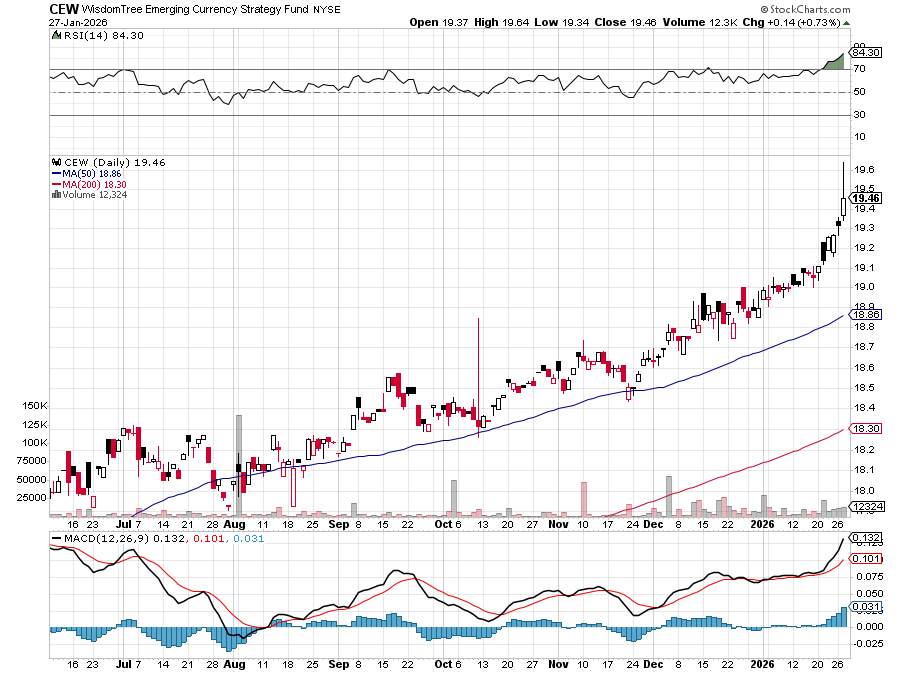 CEW WisdomTree Emerging Currency Strategy Fund NYSE © StockCharts.com
27-Jan-2026 Open 19.37 High 19.64 Low 19.34 Close 19.46 Volume 12.3K Chg +0.14 (+0.73%)
RSI(14) 84.30
90
84.30
70
50
30
10
CEW (Daily) 19.46
MA(50) 18.86
MA(200) 18.30
Volume 12,324
19.6
19.5
19.46
19.4
19.3
19.2
19.1
19.0
18.9
18.86
18.8
18.7
18.6
18.5
18.4
18.30
18.2
18.1
18.0
12324
150K
125K
100K
75000
50000
25000
16 23 Jul 7 14 21 28 Aug 11 18 25 Sep 8 15 22 Oct 6 13 20 27 Nov 10 17 24 Dec 8 15 22 2026 12 20 26
MACD(12,26,9) 0.132, 0.101, 0.031
0.132
0.125
0.101
0.075
0.050
0.031
0.000
-0.025
16 23 Jul 7 14 21 28 Aug 11 18 25 Sep 8 15 22 Oct 6 13 20 27 Nov 10 17 24 Dec 8 15 22 2026 12 20 26